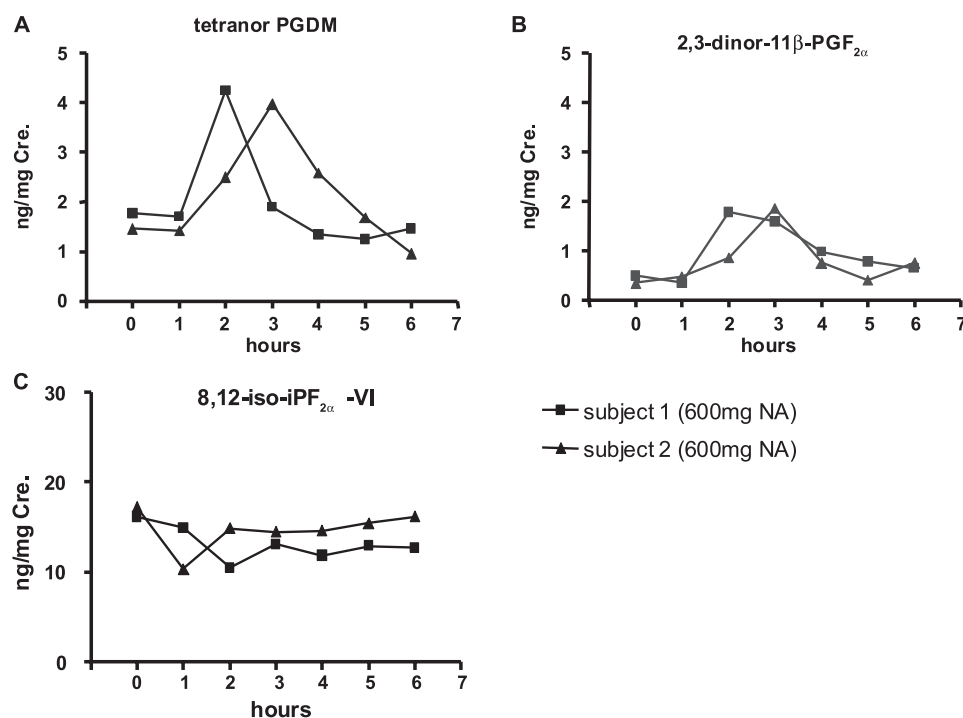 A
tetranor PGDM
5
4
3
2
1
0
ng/mg Cre.
0 1 2 3 4 5 6 7
hours
B
2,3-dinor-11β-PGF2α
5
4
3
2
1
0
ng/mg Cre.
0 1 2 3 4 5 6 7
hours
C
8,12-iso-iPF2α -VI
30
20
10
0
ng/mg Cre.
0 1 2 3 4 5 6 7
hours
subject 1 (600mg NA)
subject 2 (600mg NA)